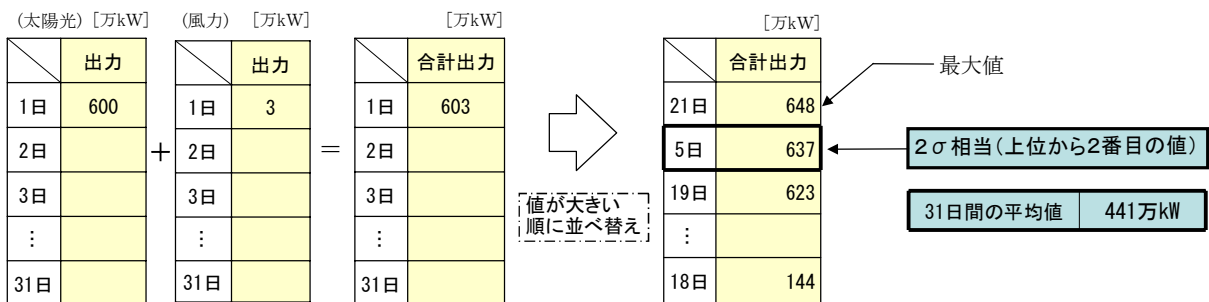 (太陽光) [万kW]
出力
1日 600
2日
3日
⋮
31日
+
(風力) [万kW]
出力
1日 3
2日
3日
⋮
31日
=
[万kW]
合計出力
1日 603
2日
3日
⋮
31日
値が大きい
順に並べ替え
[万kW]
合計出力
21日 648
5日 637
19日 623
⋮
18日 144
最大値
2σ相当(上位から2番目の値)
31日間の平均値 441万kW